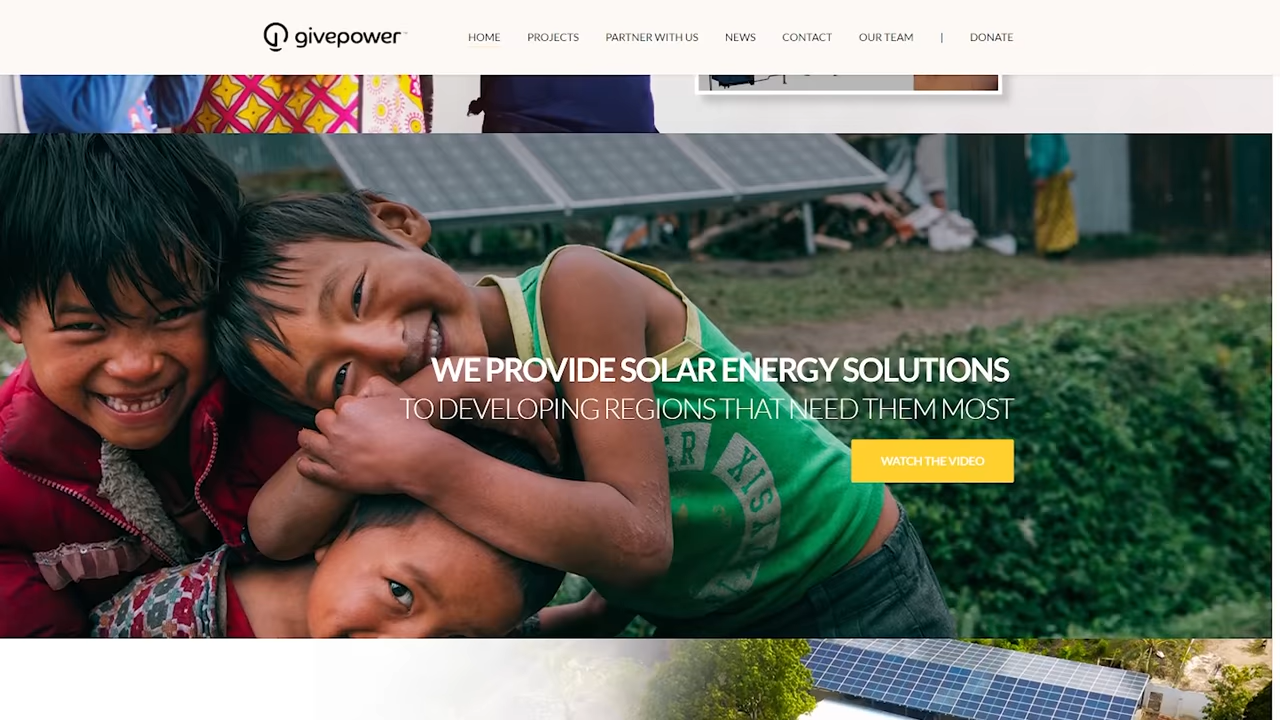 givepower
HOME
PROJECTS
PARTNER WITH US
NEWS
CONTACT
OUR TEAM
|
DONATE
WE PROVIDE SOLAR ENERGY SOLUTIONS
TO DEVELOPING REGIONS THAT NEED THEM MOST
WATCH THE VIDEO